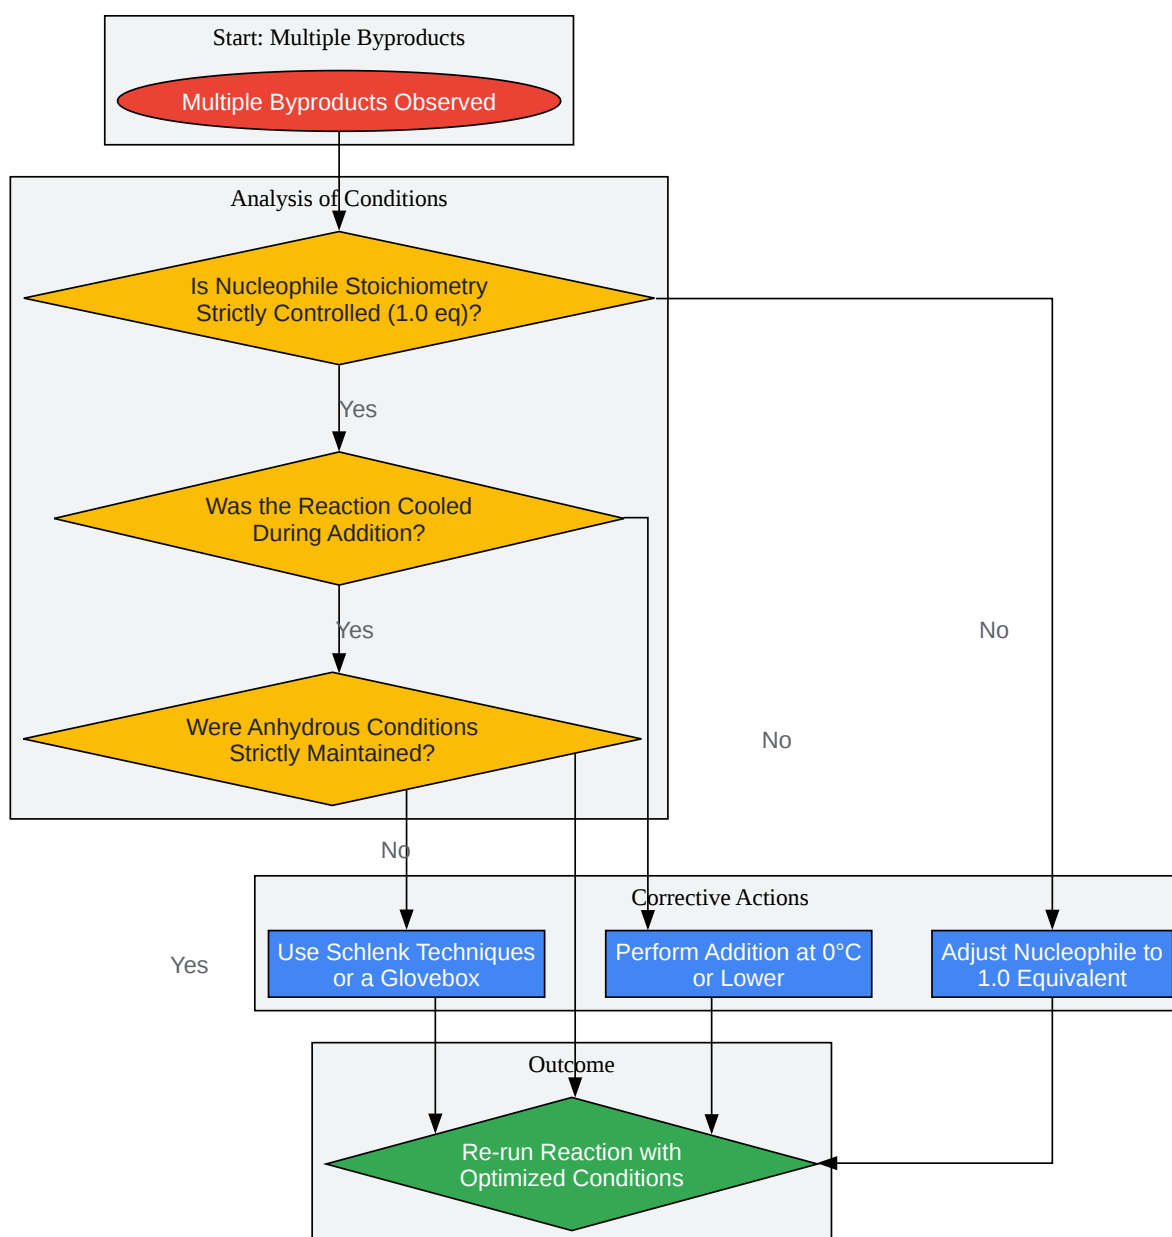 Start: Multiple Byproducts
Multiple Byproducts Observed
Analysis of Conditions
Is Nucleophile Stoichiometry
Strictly Controlled (1.0 eq)?
Yes
Was the Reaction Cooled
During Addition?
Yes
No
Were Anhydrous Conditions
Strictly Maintained?
No
No
Corrective Actions
Use Schlenk Techniques
or a Glovebox
Perform Addition at 0°C
or Lower
Adjust Nucleophile to
1.0 Equivalent
Yes
Outcome
Re-run Reaction with
Optimized Conditions